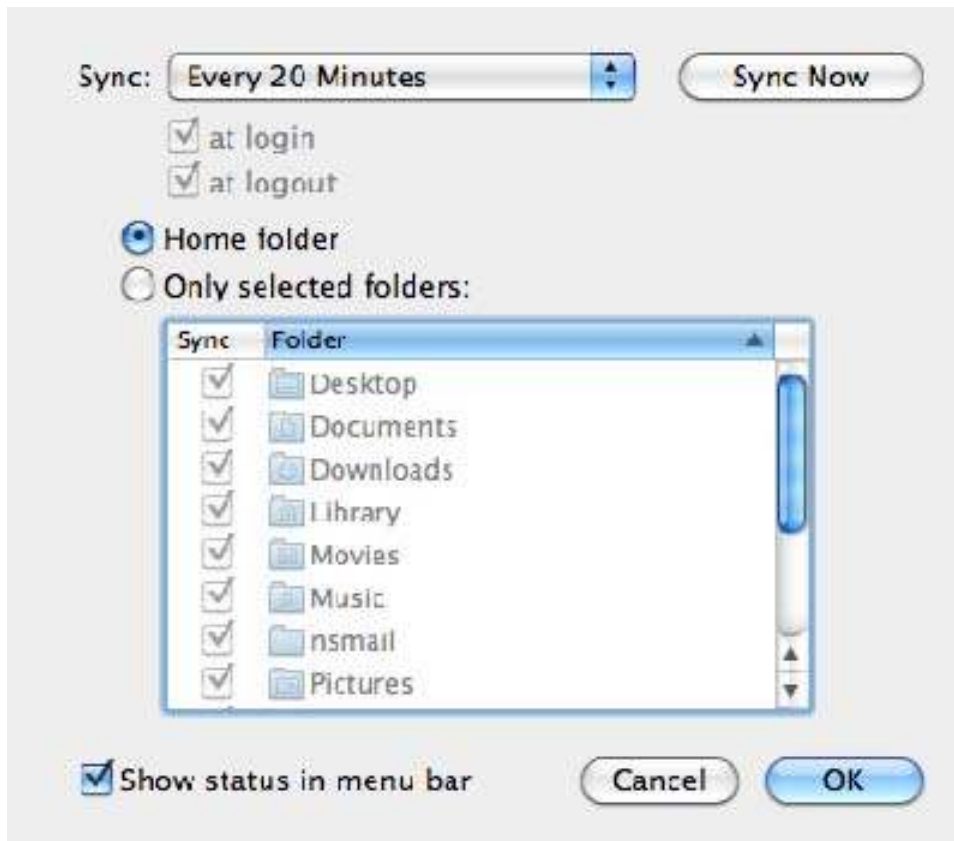 Sync: Every 20 Minutes Sync Now
at login
at logout
Home folder
Only selected folders:
Sync Folder
Desktop
Documents
Downloads
Library
Movies
Music
nsmail
Pictures
Show status in menu bar Cancel OK